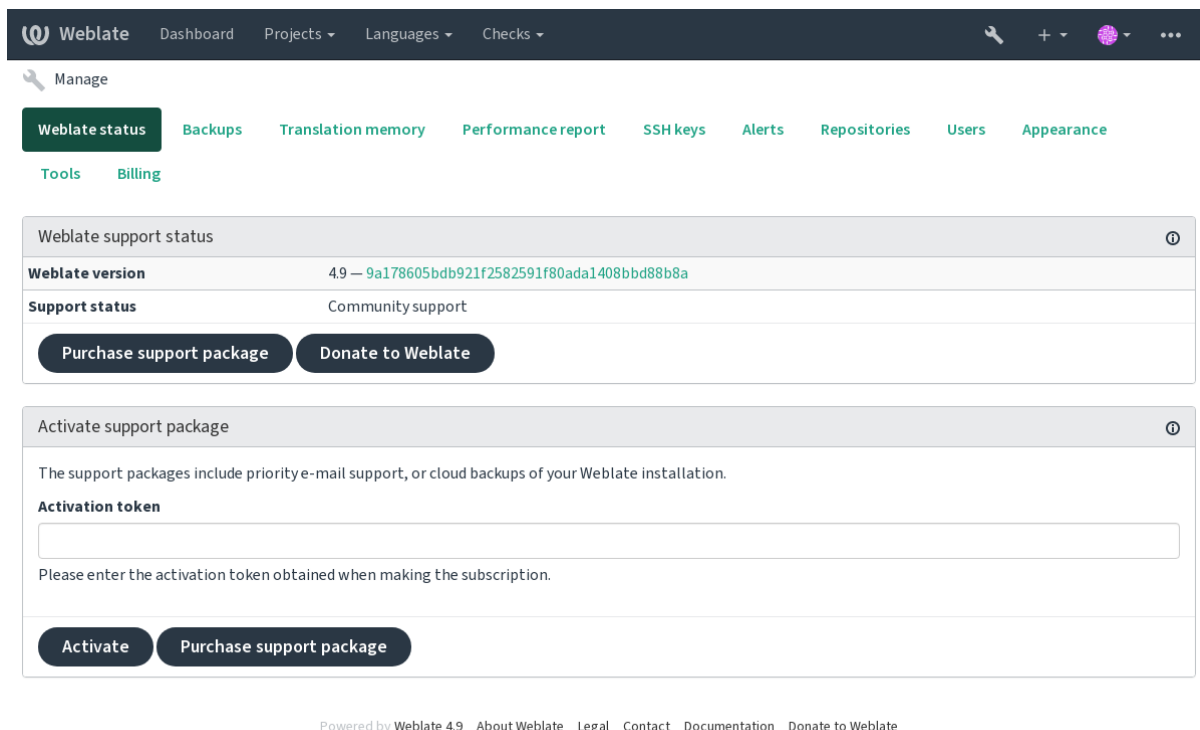 Weblate Dashboard Projects Languages Checks
Manage
Weblate status Backups Translation memory Performance report SSH keys Alerts Repositories Users Appearance
Tools Billing
Weblate support status
Weblate version 4.9 — 9a178605bdb921f2582591f80ada1408bbd88b8a
Support status Community support
Purchase support package Donate to Weblate
Activate support package
The support packages include priority e-mail support, or cloud backups of your Weblate installation.
Activation token
Please enter the activation token obtained when making the subscription.
Activate Purchase support package
Powered by Weblate 4.9 About Weblate Legal Contact Documentation Donate to Weblate